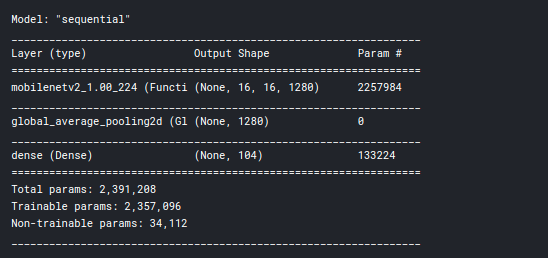 Model: "sequential"
_________________________________________________________________
Layer (type)                 Output Shape              Param #
=================================================================
mobilenetv2_1.00_224 (Functi (None, 16, 16, 1280)      2257984
_________________________________________________________________
global_average_pooling2d (Gl (None, 1280)              0
_________________________________________________________________
dense (Dense)                (None, 104)               133224
=================================================================
Total params: 2,391,208
Trainable params: 2,357,096
Non-trainable params: 34,112
_________________________________________________________________